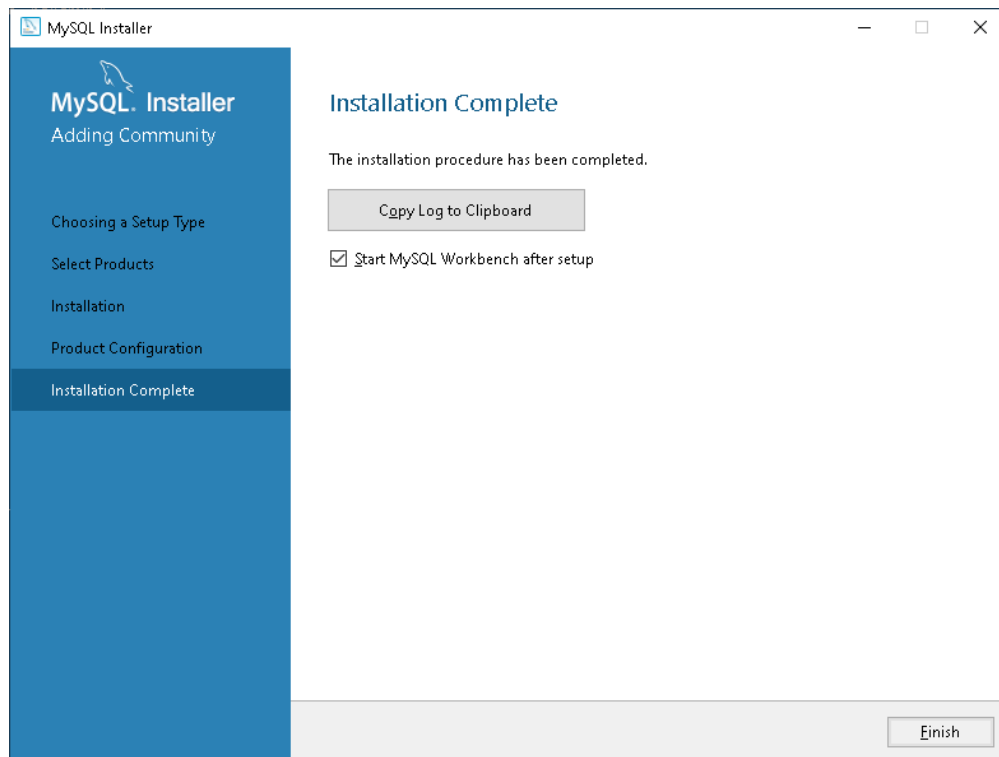 MySQL Installer
MySQL. Installer
Adding Community
Choosing a Setup Type
Select Products
Installation
Product Configuration
Installation Complete
Installation Complete
The installation procedure has been completed.
Copy Log to Clipboard
Start MySQL Workbench after setup
Finish